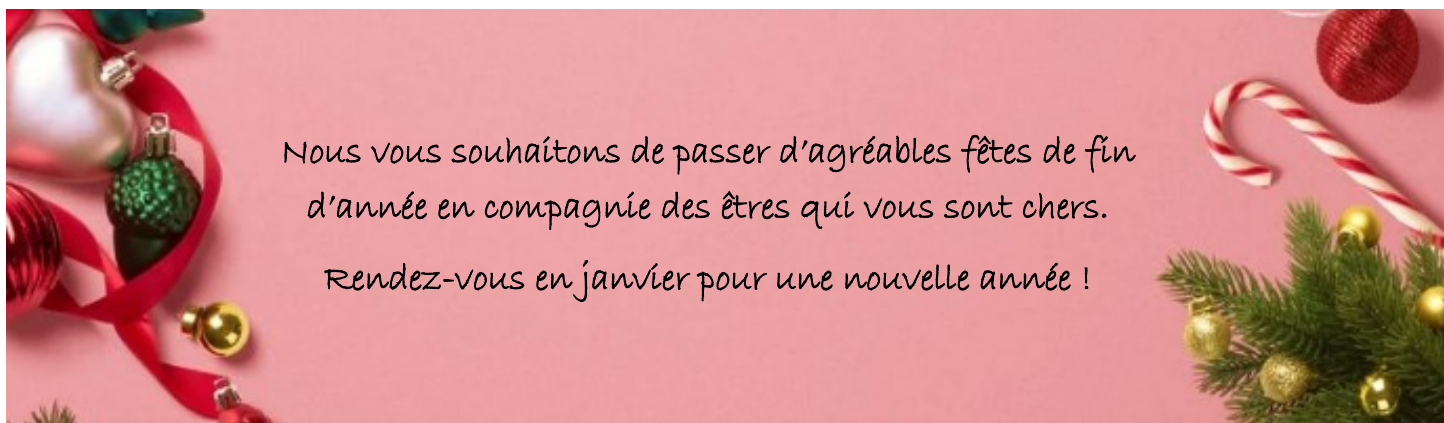 Nous vous souhaitons de passer d'agréables fêtes de fin
d'année en compagnie des êtres qui vous sont chers.
Rendez-vous en janvier pour une nouvelle année !